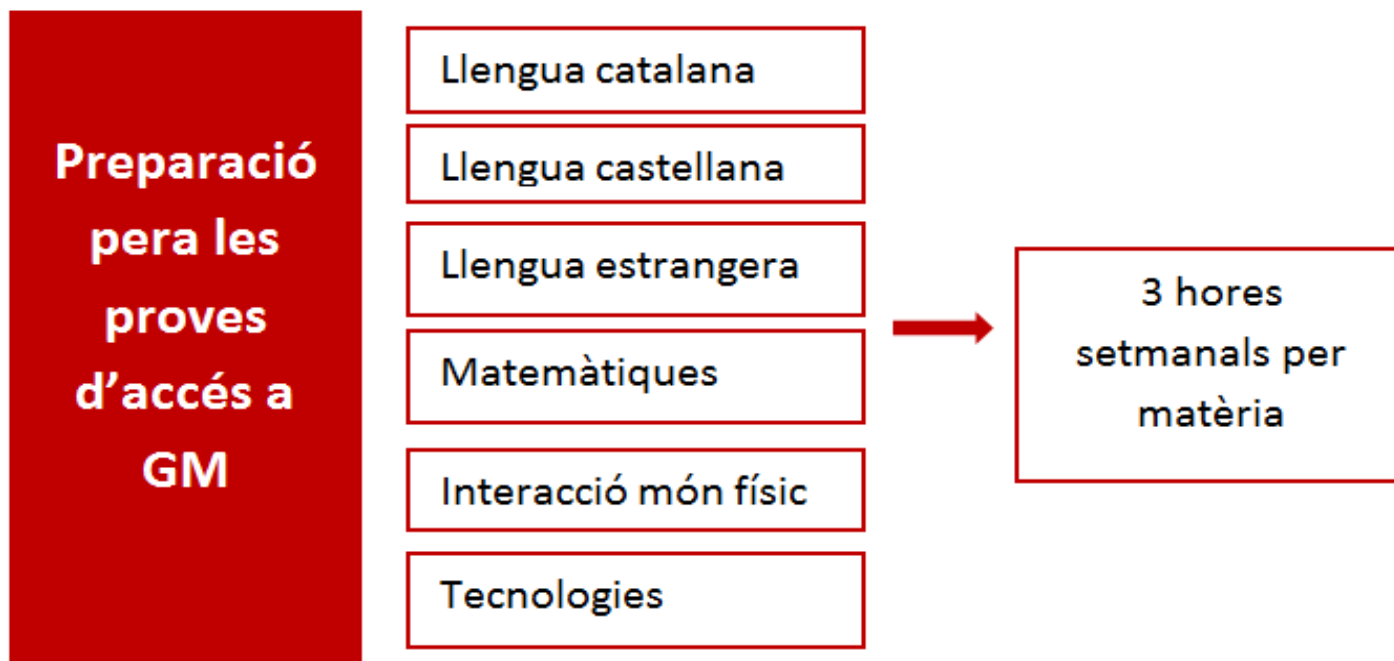 Preparació
pera les
proves
d’accés a
GM
Llengua catalana
Llengua castellana
Llengua estrangera
Matemàtiques
Interacció món físic
Tecnologies
3 hores
setmanals per
matèria